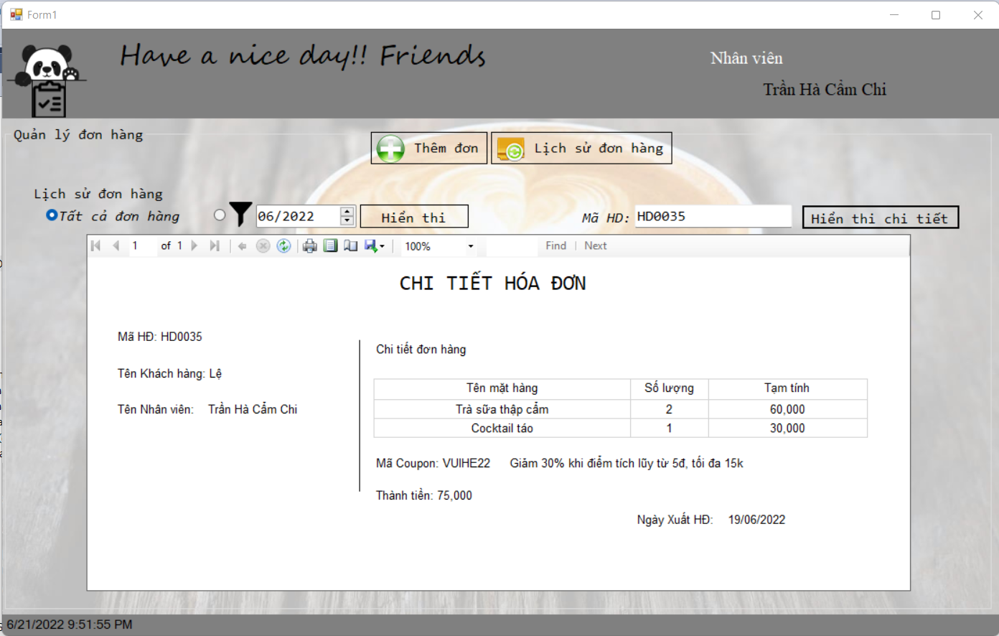 Form1
Have a nice day!! Friends
Nhân viên
Trần Hà Cẩm Chi
Quản lý đơn hàng
Thêm đơn
Lịch sử đơn hàng
Lịch sử đơn hàng
Tất cả đơn hàng
06/2022
Hiển thi
Mã HD:
HD0035
Hiển thi chi tiết
1 of 1
100%
Find | Next
CHI TIẾT HÓA ĐƠN
Mã HĐ: HD0035
Tên Khách hàng: Lệ
Tên Nhân viên: Trần Hà Cẩm Chi
Chi tiết đơn hàng
Tên mặt hàng Số lượng Tạm tính
Trà sữa thập cẩm 2 60,000
Cocktail táo 1 30,000
Mã Coupon: VUIHE22 Giảm 30% khi điểm tích lũy từ 5đ, tối đa 15k
Thành tiền: 75,000
Ngày Xuất HĐ: 19/06/2022
6/21/2022 9:51:55 PM